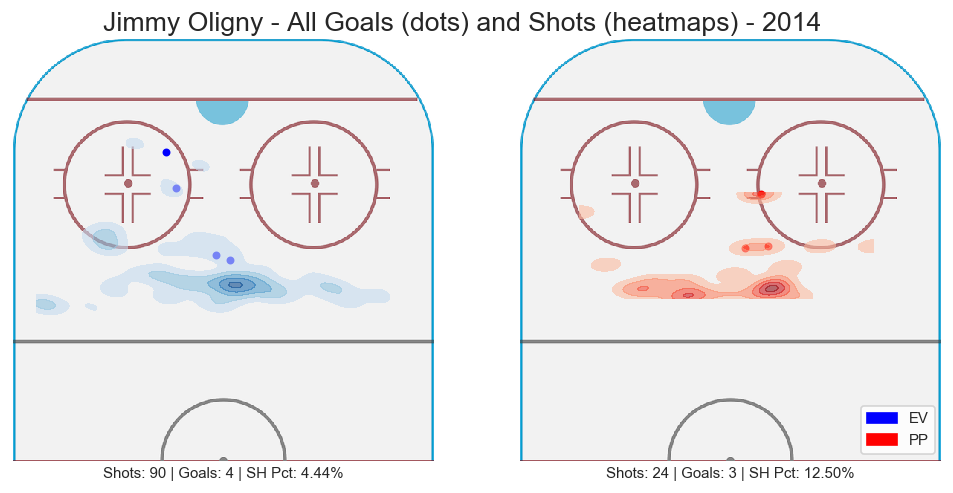 Jimmy Oligny - All Goals (dots) and Shots (heatmaps) - 2014
EV
PP
Shots: 90 | Goals: 4 | SH Pct: 4.44%
Shots: 24 | Goals: 3 | SH Pct: 12.50%